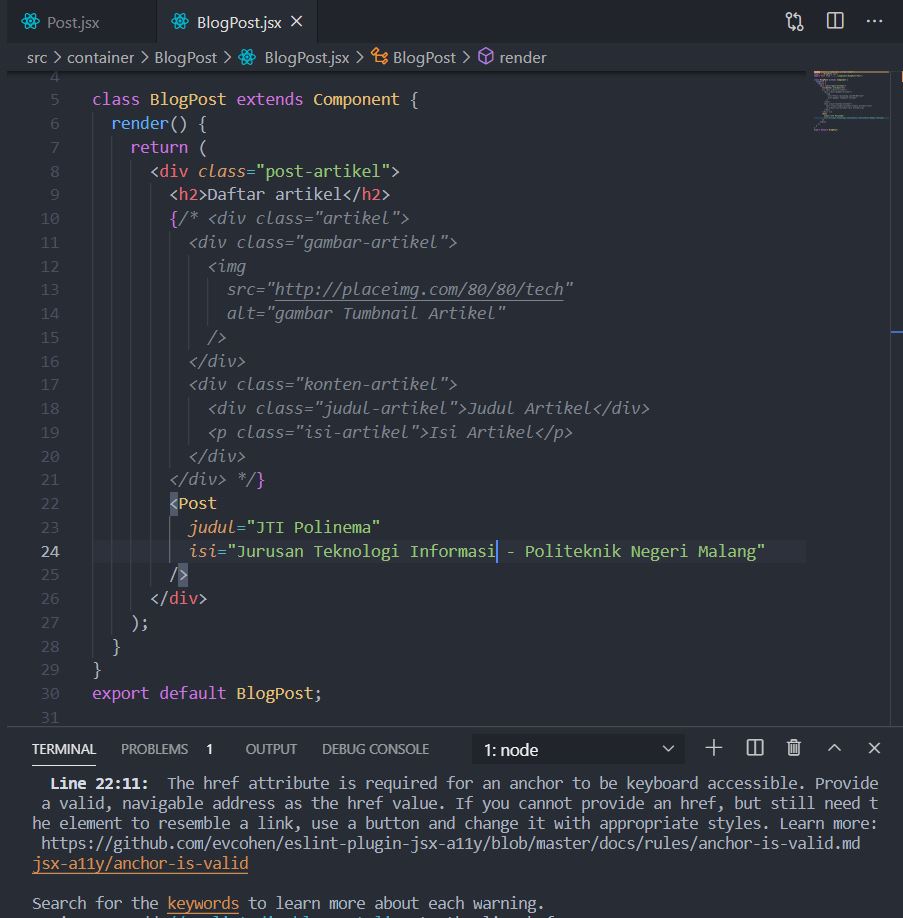 Post.jsx BlogPost.jsx
src > container > BlogPost > BlogPost.jsx > BlogPost > render
4
5 class BlogPost extends Component {
6 render() {
7 return (
8 <div class="post-artikel">
9 <h2>Daftar artikel</h2>
10 {/* <div class="artikel">
11 <div class="gambar-artikel">
12 <img
13 src="http://placeimg.com/80/80/tech"
14 alt="gambar Tumbnail Artikel"
15 />
16 </div>
17 <div class="konten-artikel">
18 <div class="judul-artikel">Judul Artikel</div>
19 <p class="isi-artikel">Isi Artikel</p>
20 </div>
21 </div> */}
22 <Post
23 judul="JTI Polinema"
24 isi="Jurusan Teknologi Informasi - Politeknik Negeri Malang"
25 />
26 </div>
27 );
28 }
29 }
30 export default BlogPost;
31
TERMINAL PROBLEMS 1 OUTPUT DEBUG CONSOLE 1: node
Line 22:11: The href attribute is required for an anchor to be keyboard accessible. Provide
a valid, navigable address as the href value. If you cannot provide an href, but still need t
he element to resemble a link, use a button and change it with appropriate styles. Learn more:
https://github.com/evcohen/eslint-plugin-jsx-a11y/blob/master/docs/rules/anchor-is-valid.md
jsx-a11y/anchor-is-valid
Search for the keywords to learn more about each warning.